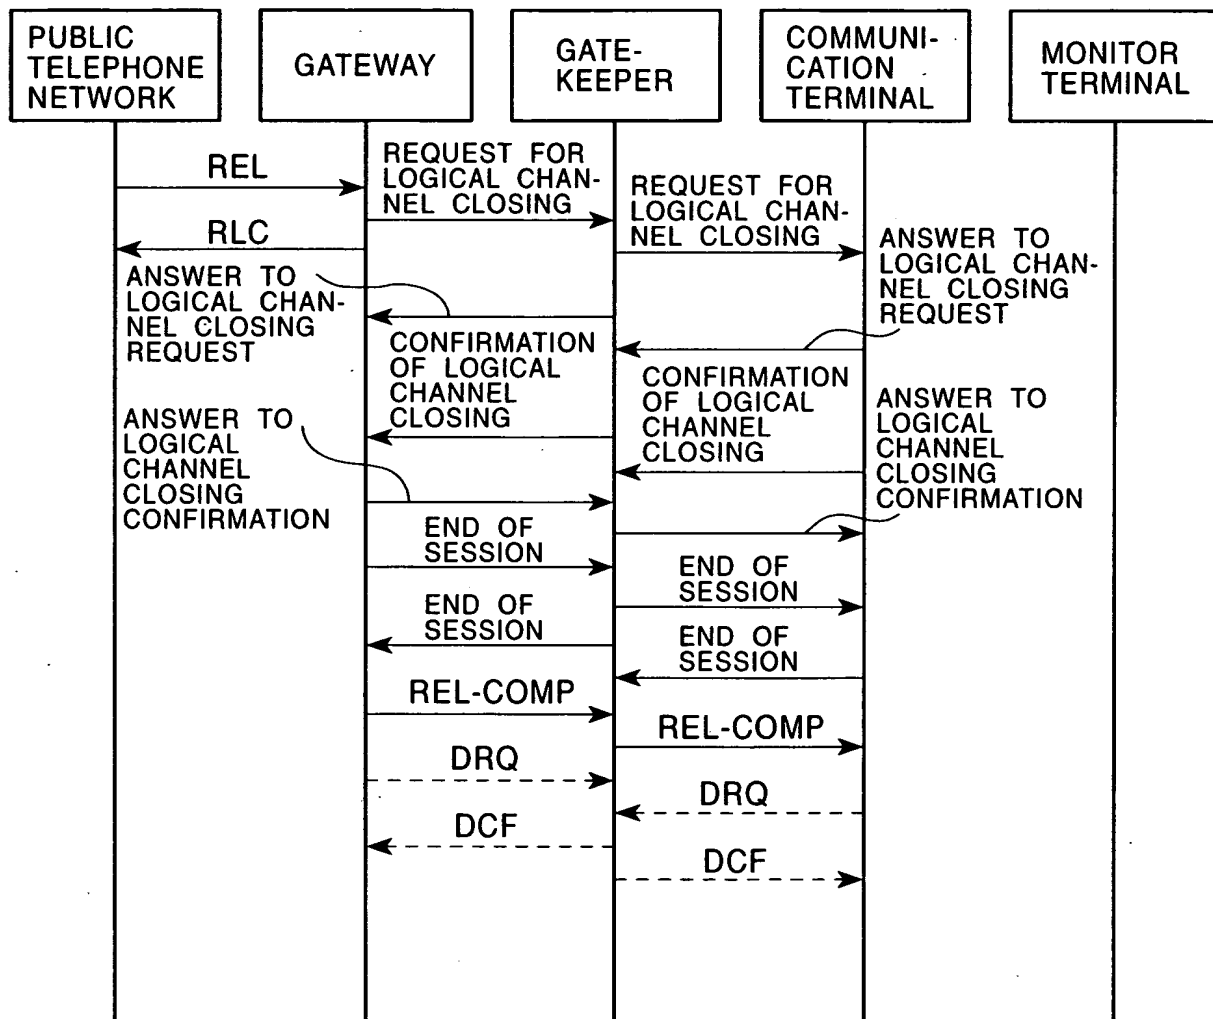 PUBLIC
TELEPHONE
NETWORK
GATEWAY
GATE-
KEEPER
COMMUNI-
CATION
TERMINAL
MONITOR
TERMINAL
REL
REQUEST FOR
LOGICAL CHAN-
NEL CLOSING
REQUEST FOR
LOGICAL CHAN-
NEL CLOSING
RLC
ANSWER TO
LOGICAL CHAN-
NEL CLOSING
REQUEST
ANSWER TO
LOGICAL CHAN-
NEL CLOSING
REQUEST
CONFIRMATION
OF LOGICAL
CHANNEL
CLOSING
CONFIRMATION
OF LOGICAL
CHANNEL
CLOSING
ANSWER TO
LOGICAL
CHANNEL
CLOSING
CONFIRMATION
ANSWER TO
LOGICAL
CHANNEL
CLOSING
CONFIRMATION
END OF
SESSION
END OF
SESSION
END OF
SESSION
END OF
SESSION
REL-COMP
REL-COMP
DRQ
DRQ
DCF
DCF